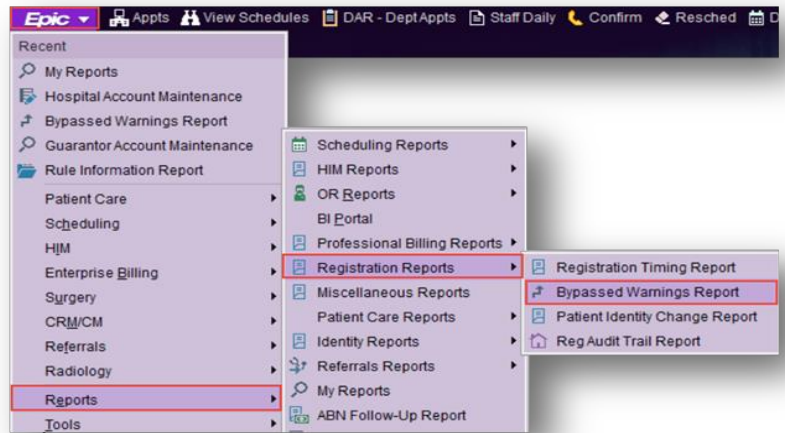 Epic Appts View Schedules DAR - Dept Appts Staff Daily Confirm Resched D
Recent
My Reports
Hospital Account Maintenance
Bypassed Warnings Report
Guarantor Account Maintenance
Rule Information Report
Patient Care
Scheduling
HIM
Enterprise Billing
Surgery
CRM/CM
Referrals
Radiology
Reports
Tools
Scheduling Reports
HIM Reports
OR Reports
BI Portal
Professional Billing Reports
Registration Reports
Miscellaneous Reports
Patient Care Reports
Identity Reports
Referrals Reports
My Reports
ABN Follow-Up Report
Registration Timing Report
Bypassed Warnings Report
Patient Identity Change Report
Reg Audit Trail Report